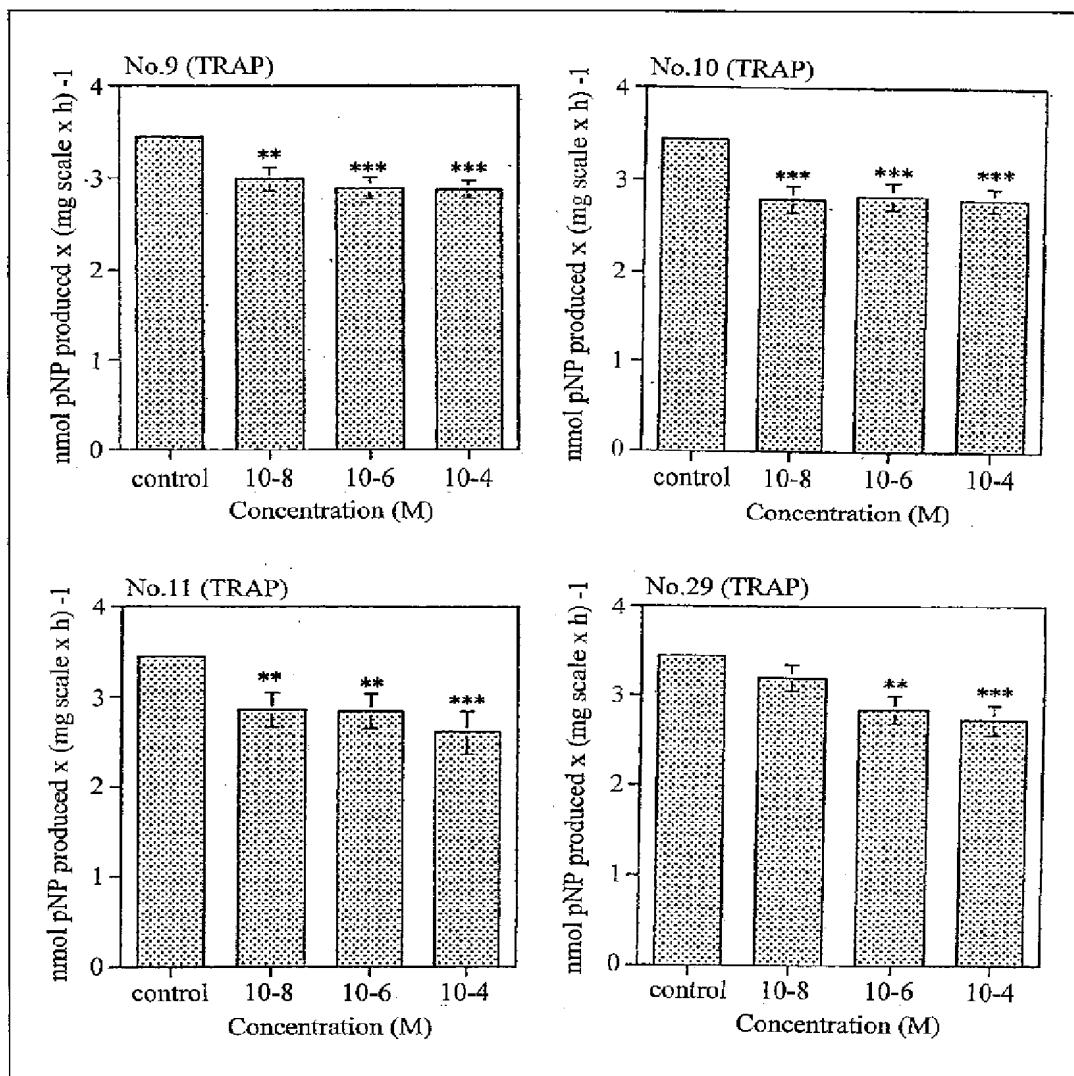 No.9 (TRAP)
nmol pNP produced x (mg scale x h) -1
4
3
2
1
0
**
***
***
control 10-8 10-6 10-4
Concentration (M)
No.10 (TRAP)
nmol pNP produced x (mg scale x h) -1
4
3
2
1
0
***
***
***
control 10-8 10-6 10-4
Concentration (M)
No.11 (TRAP)
nmol pNP produced x (mg scale x h) -1
4
3
2
1
0
**
**
***
control 10-8 10-6 10-4
Concentration (M)
No.29 (TRAP)
nmol pNP produced x (mg scale x h) -1
4
3
2
1
0
**
***
control 10-8 10-6 10-4
Concentration (M)